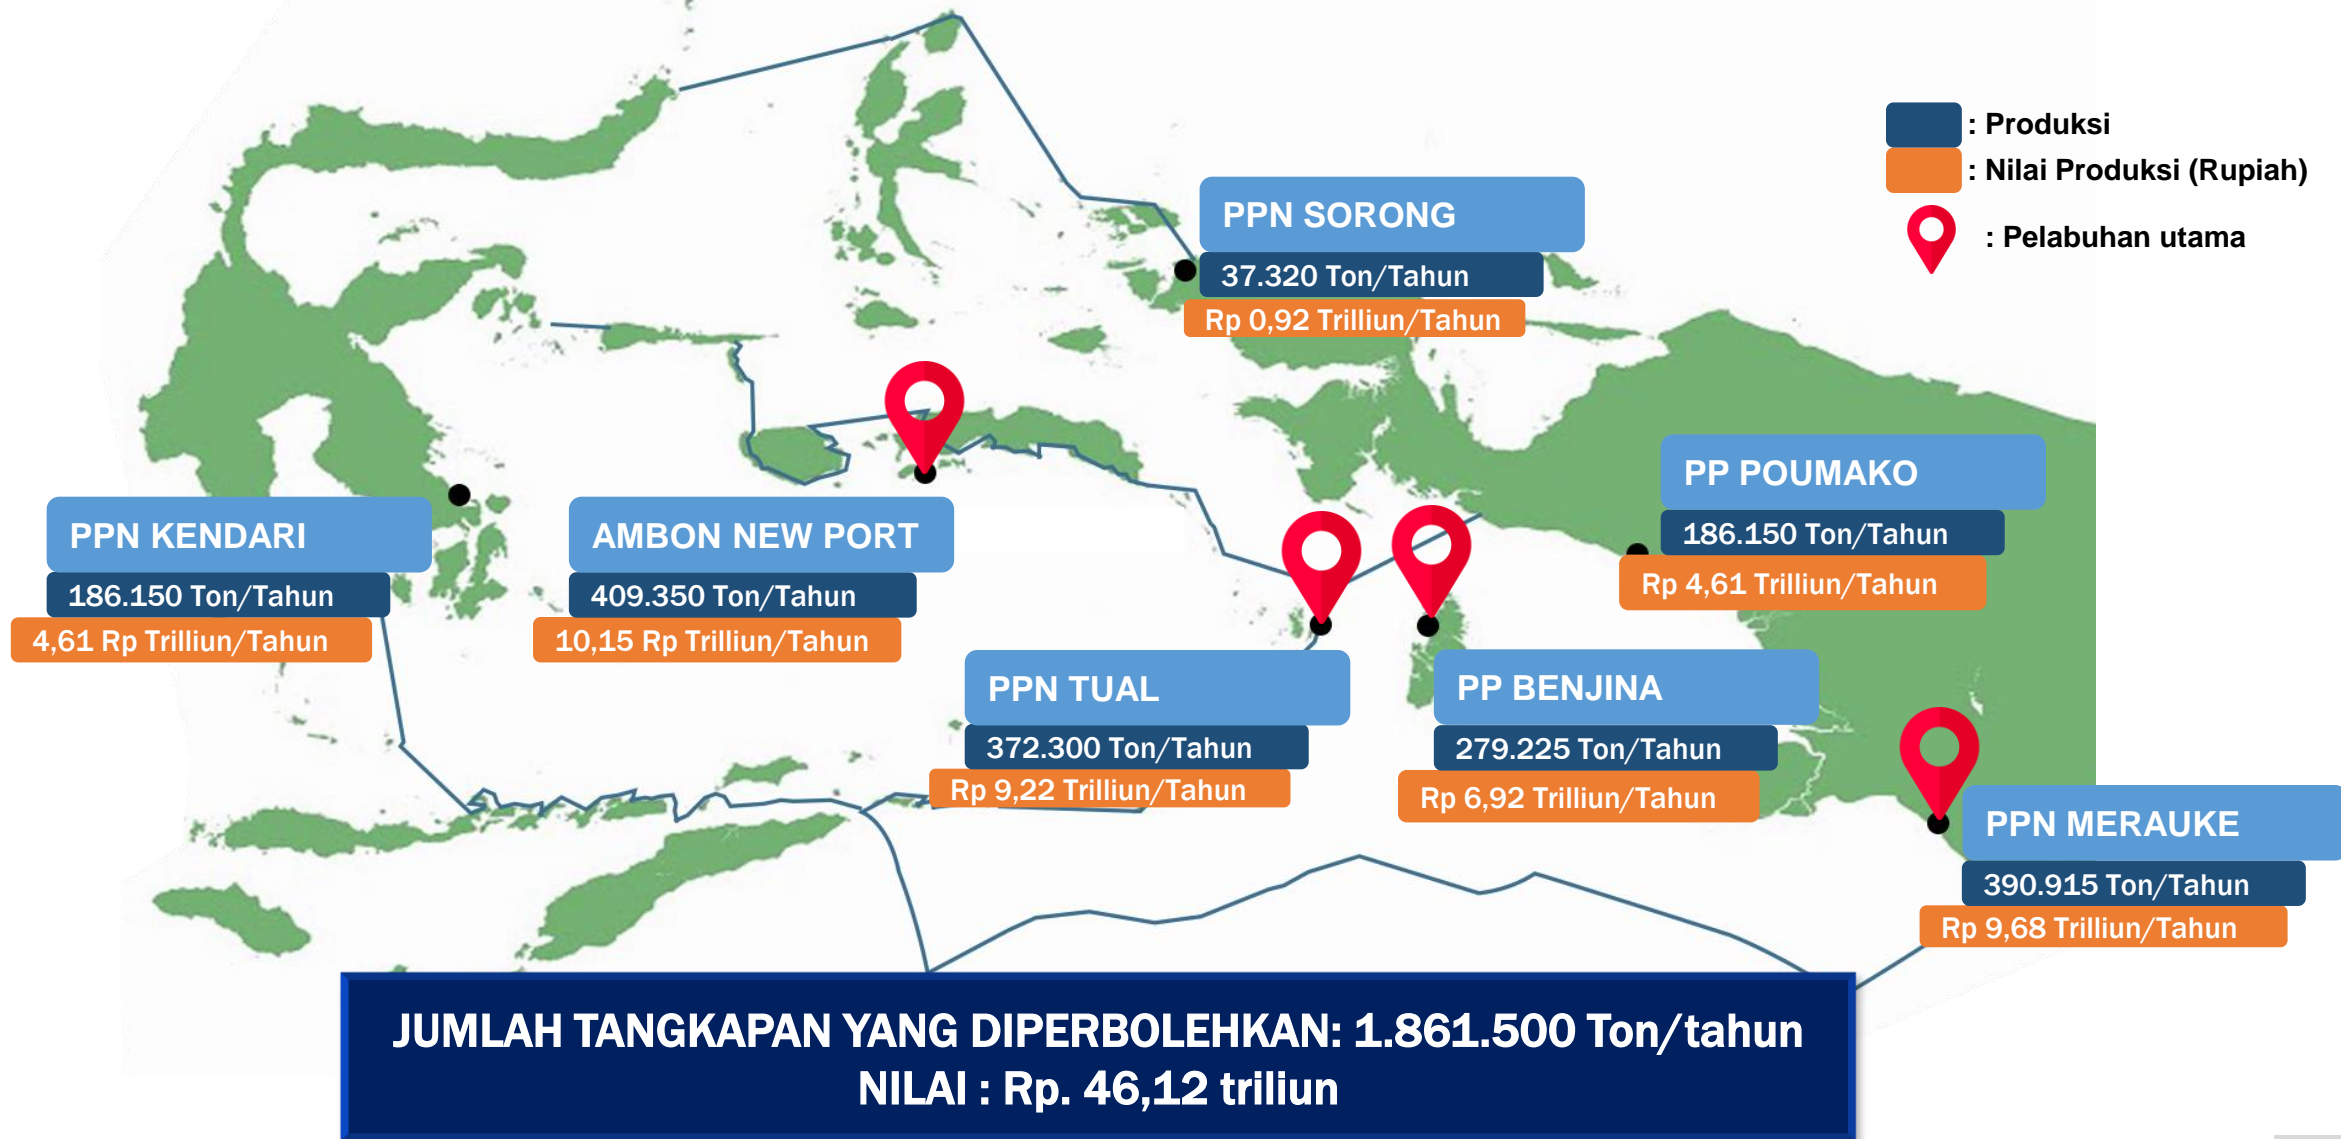 : Produksi
: Nilai Produksi (Rupiah)
: Pelabuhan utama
PPN SORONG
37.320 Ton/Tahun
Rp 0,92 Trilliun/Tahun
PP POUMAKO
186.150 Ton/Tahun
Rp 4,61 Trilliun/Tahun
PPN KENDARI
186.150 Ton/Tahun
4,61 Rp Trilliun/Tahun
AMBON NEW PORT
409.350 Ton/Tahun
10,15 Rp Trilliun/Tahun
PPN TUAL
372.300 Ton/Tahun
Rp 9,22 Trilliun/Tahun
PP BENJINA
279.225 Ton/Tahun
Rp 6,92 Trilliun/Tahun
PPN MERAUKE
390.915 Ton/Tahun
Rp 9,68 Trilliun/Tahun
JUMLAH TANGKAPAN YANG DIPERBOLEHKAN: 1.861.500 Ton/tahun
NILAI : Rp. 46,12 triliun